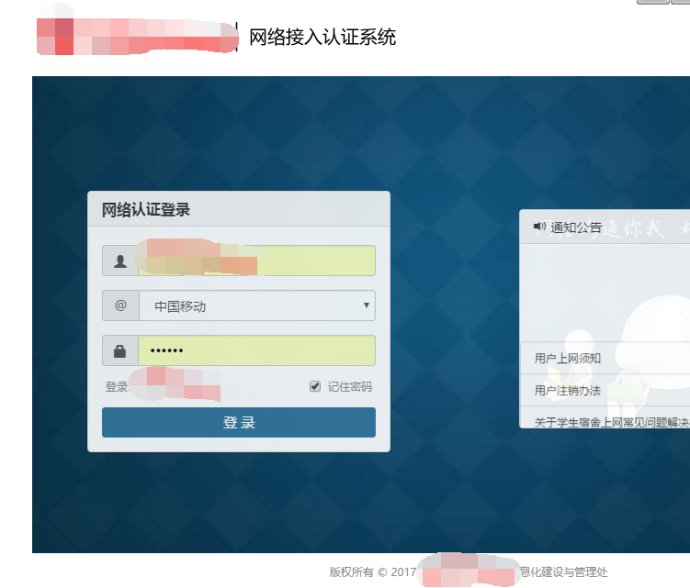 网络接入认证系统
网络认证登录
@ 中国移动
••••••
登录
记住密码
登录
通知公告
用户上网须知
用户注销办法
关于学生宿舍上网常见问题解决
版权所有 © 2017
息化建设与管理处